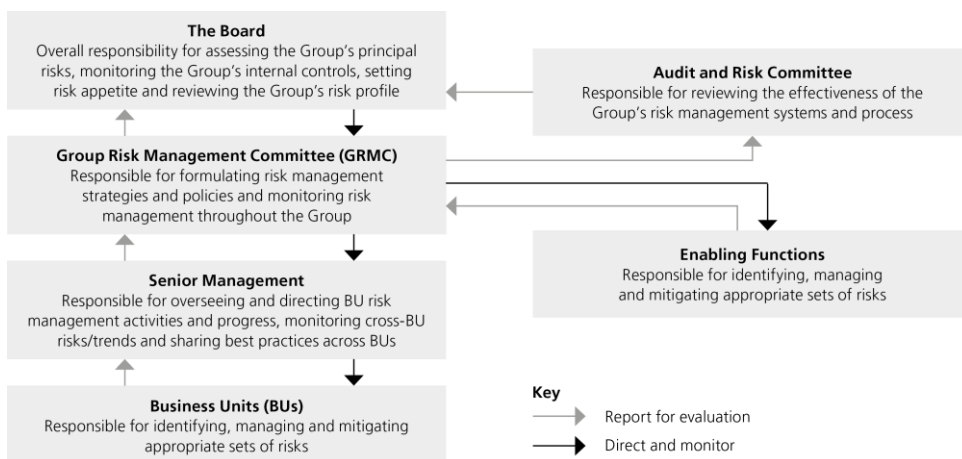 The Board
Overall responsibility for assessing the Group's principal
risks, monitoring the Group's internal controls, setting
risk appetite and reviewing the Group's risk profile
Audit and Risk Committee
Responsible for reviewing the effectiveness of the
Group's risk management systems and process
Group Risk Management Committee (GRMC)
Responsible for formulating risk management
strategies and policies and monitoring risk
management throughout the Group
Enabling Functions
Responsible for identifying, managing
and mitigating appropriate sets of risks
Senior Management
Responsible for overseeing and directing BU risk
management activities and progress, monitoring cross-BU
risks/trends and sharing best practices across BUs
Business Units (BUs)
Responsible for identifying, managing and mitigating
appropriate sets of risks
Key
Report for evaluation
Direct and monitor